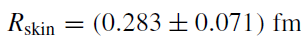 R_skin = (0.283 ± 0.071) fm